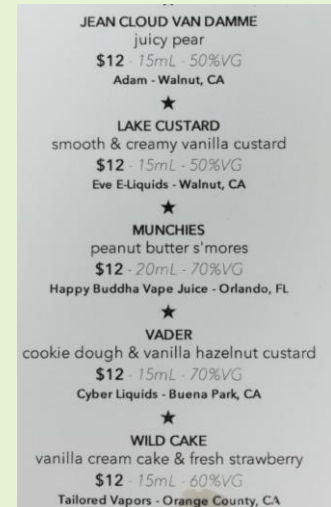 JEAN CLOUD VAN DAMME
juicy pear
$12 - 15mL - 50%VG
Adam - Walnut, CA
LAKE CUSTARD
smooth & creamy vanilla custard
$12 - 15mL - 50%VG
Eve E-Liquids - Walnut, CA
MUNCHIES
peanut butter s'mores
$12 - 20mL - 70%VG
Happy Buddha Vape Juice - Orlando, FL
VADER
cookie dough & vanilla hazelnut custard
$12 - 15mL - 70%VG
Cyber Liquids - Buena Park, CA
WILD CAKE
vanilla cream cake & fresh strawberry
$12 - 15mL - 60%VG
Tailored Vapors - Orange County, CA